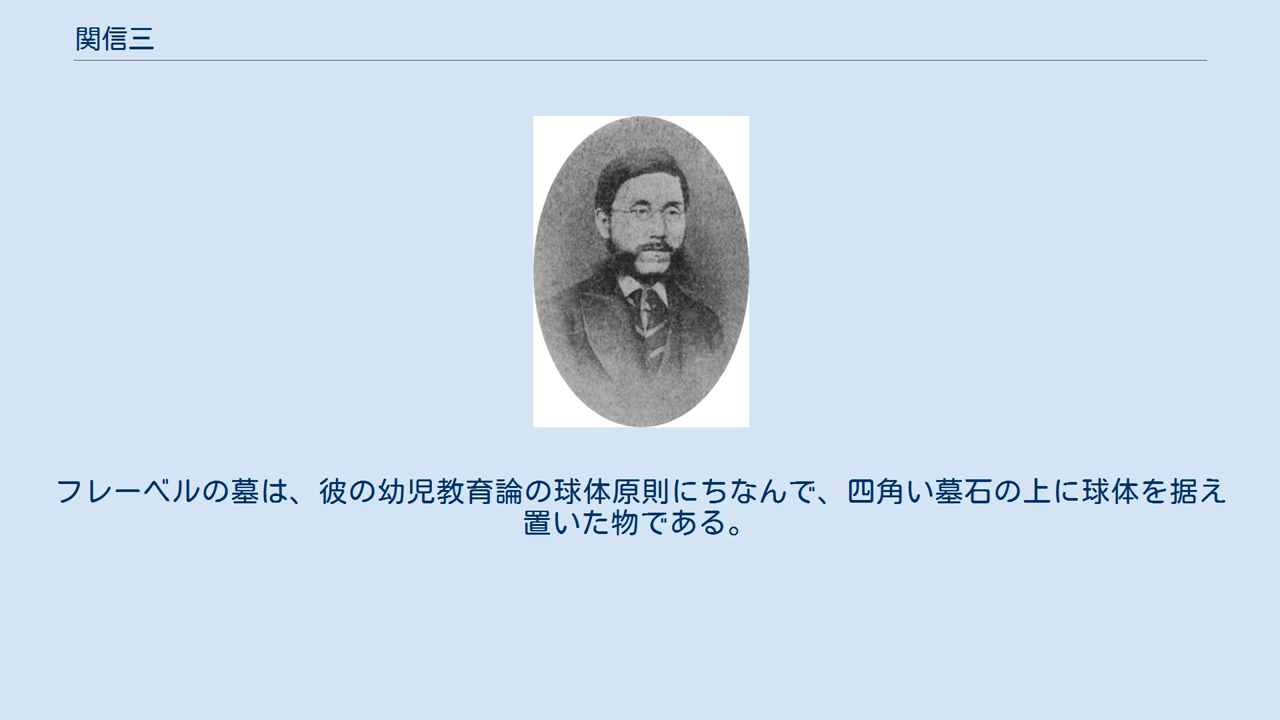 関信三
フレーベルの墓は、彼の幼児教育論の球体原則にちなんで、四角い墓石の上に球体を据え
置いた物である。